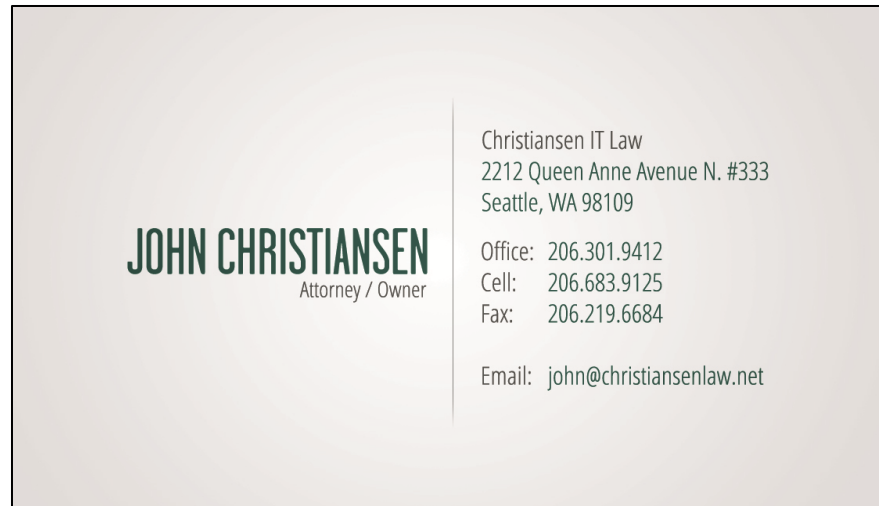 JOHN CHRISTIANSEN
Attorney / Owner
Christiansen IT Law
2212 Queen Anne Avenue N. #333
Seattle, WA 98109
Office: 206.301.9412
Cell: 206.683.9125
Fax: 206.219.6684
Email: john@christiansenlaw.net